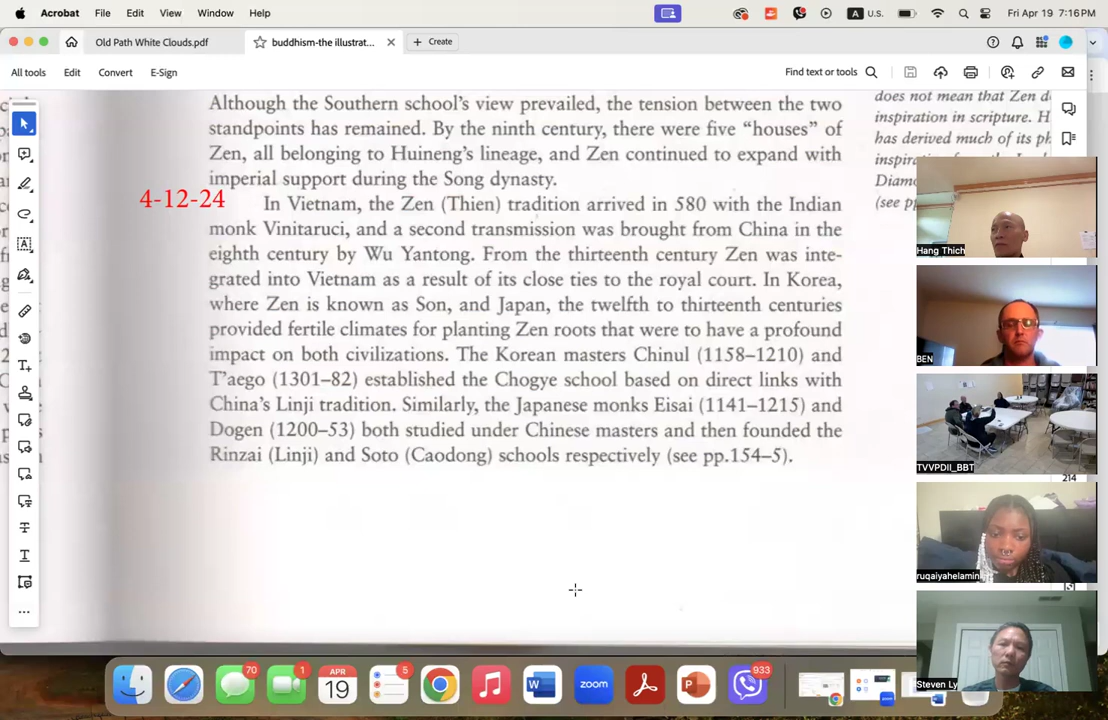 Acrobat File Edit View Window Help
A U.S. Fri Apr 19 7:16 PM
Old Path White Clouds.pdf
buddhism-the illustrat...
+ Create
All tools Edit Convert E-Sign
Find text or tools
Although the Southern school's view prevailed, the tension between the two
standpoints has remained. By the ninth century, there were five “houses” of
Zen, all belonging to Huineng's lineage, and Zen continued to expand with
imperial support during the Song dynasty.
4-12-24
In Vietnam, the Zen (Thien) tradition arrived in 580 with the Indian
monk Vinitaruci, and a second transmission was brought from China in the
eighth century by Wu Yantong. From the thirteenth century Zen was inte-
grated into Vietnam as a result of its close ties to the royal court. In Korea,
where Zen is known as Son, and Japan, the twelfth to thirteenth centuries
provided fertile climates for planting Zen roots that were to have a profound
impact on both civilizations. The Korean masters Chinul (1158–1210) and
T'aego (1301–82) established the Chogye school based on direct links with
China's Linji tradition. Similarly, the Japanese monks Eisai (1141–1215) and
Dogen (1200–53) both studied under Chinese masters and then founded the
Rinzai (Linji) and Soto (Caodong) schools respectively (see pp.154–5).
does not mean that Zen d
inspiration in scripture. H
has derived much of its ph
inspi
Diam
(see pp
Hang Thich
BEN
TVVPDII_BBT
214
ruqaiyahelamin
Steven Ly
70
1
APR
19
5
W
zoom
P
933